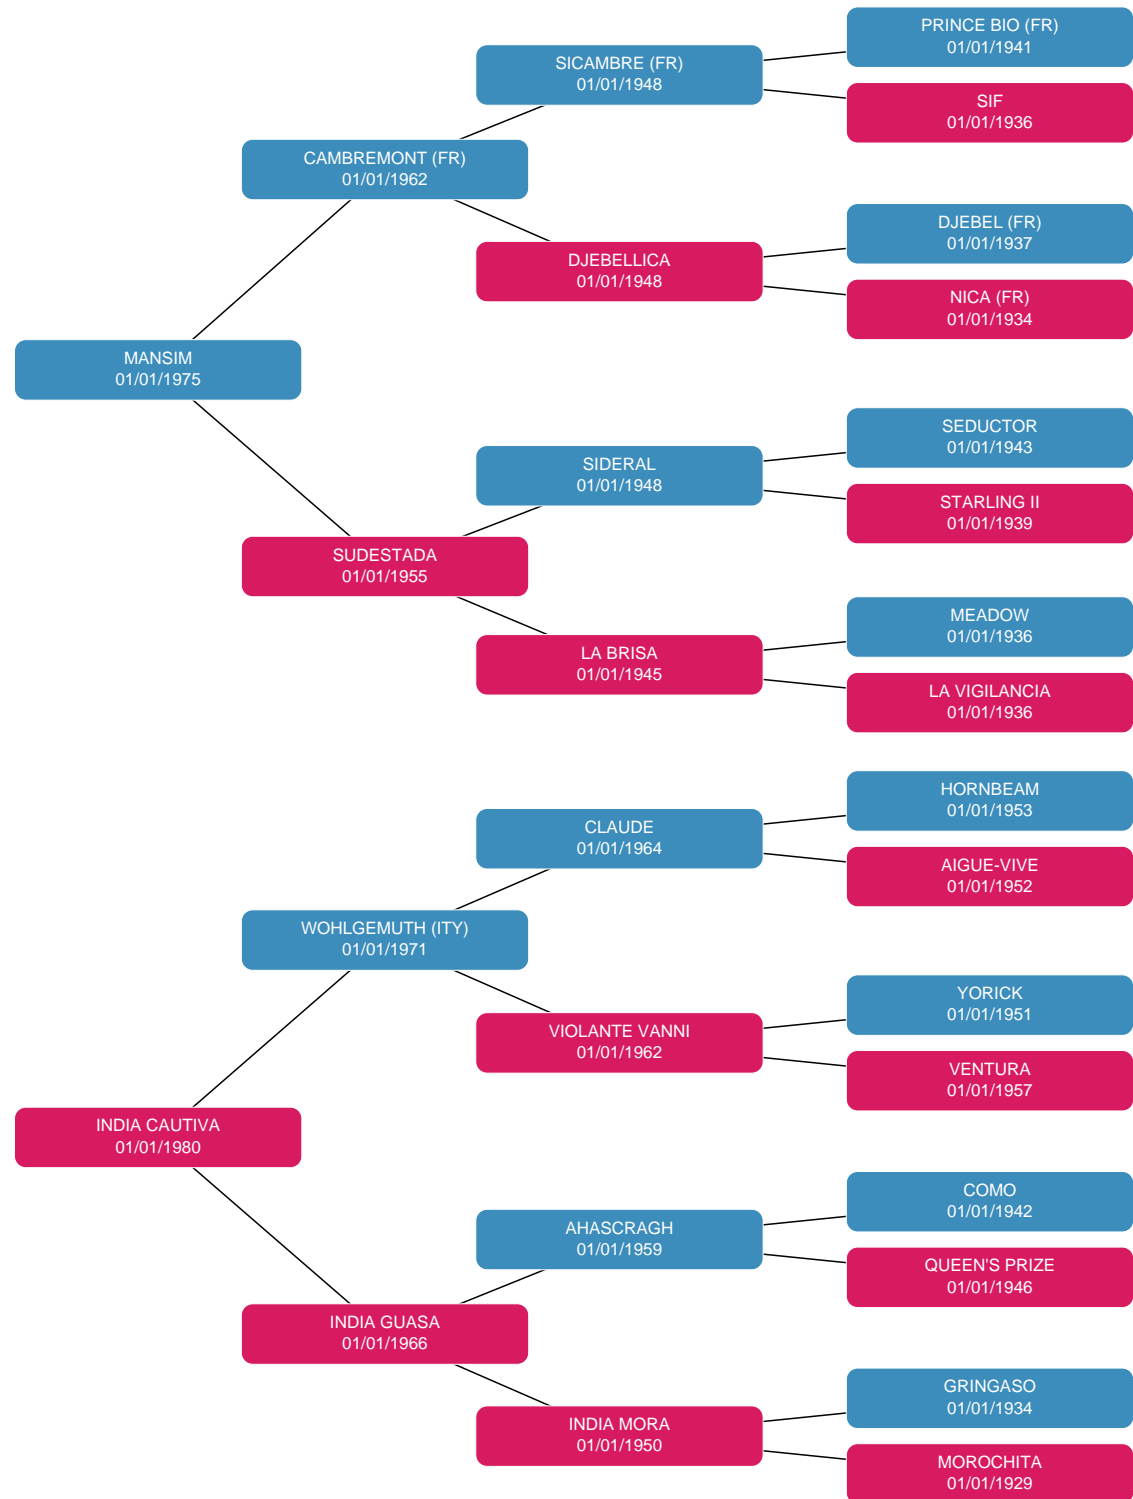 PRINCE BIO (FR)
01/01/1941
SICAMBRE (FR)
01/01/1948
SIF
01/01/1936
CAMBREMONT (FR)
01/01/1962
DJEBEL (FR)
01/01/1937
DJEBELLICA
01/01/1948
NICA (FR)
01/01/1934
MANSIM
01/01/1975
SEDUCTOR
01/01/1943
SIDERAL
01/01/1948
STARLING II
01/01/1939
SUDESTADA
01/01/1955
MEADOW
01/01/1936
LA BRISA
01/01/1945
LA VIGILANCIA
01/01/1936
HORNBEAM
01/01/1953
CLAUDE
01/01/1964
AIGUE-VIVE
01/01/1952
WOHLGEMUTH (ITY)
01/01/1971
YORICK
01/01/1951
VIOLANTE VANNI
01/01/1962
VENTURA
01/01/1957
INDIA CAUTIVA
01/01/1980
COMO
01/01/1942
AHASCRAGH
01/01/1959
QUEEN'S PRIZE
01/01/1946
INDIA GUASA
01/01/1966
GRINGASO
01/01/1934
INDIA MORA
01/01/1950
MOROCHITA
01/01/1929